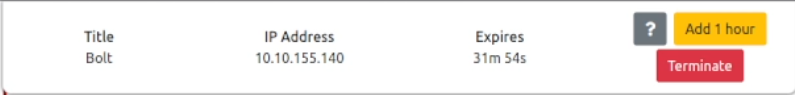 Title IP Address Expires ? Add 1 hour
Bolt 10.10.155.140 31m 54s Terminate